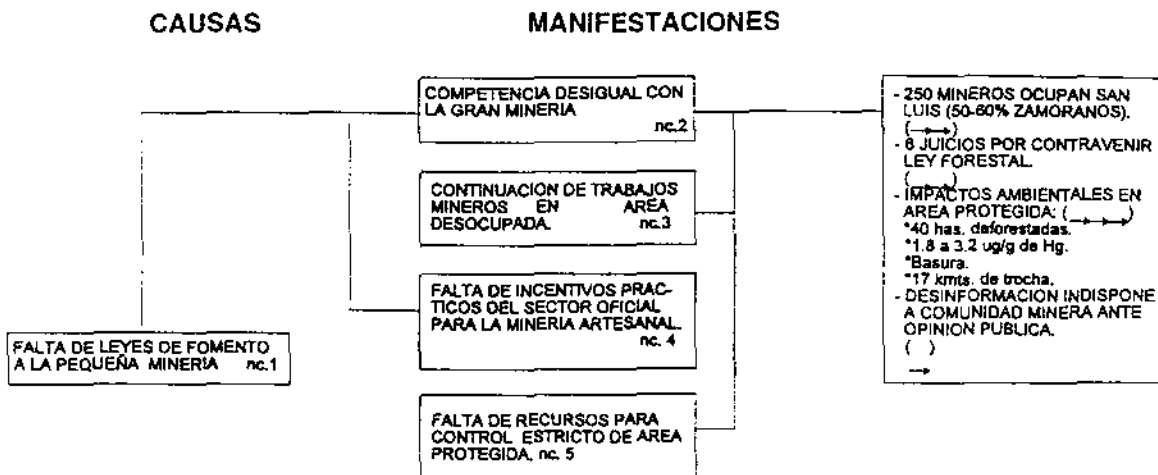 CAUSAS
MANIFESTACIONES
FALTA DE LEYES DE FOMENTO
A LA PEQUEÑA MINERIA nc.1
COMPETENCIA DESIGUAL CON
LA GRAN MINERIA
nc.2
CONTINUACION DE TRABAJOS
MINEROS EN AREA
DESOCUPADA. nc.3
FALTA DE INCENTIVOS PRAC-
TICOS DEL SECTOR OFICIAL
PARA LA MINERIA ARTESANAL.
nc. 4
FALTA DE RECURSOS PARA
CONTROL ESTRICTO DE AREA
PROTEGIDA. nc. 5
- 250 MINEROS OCUPAN SAN
LUIS (50-60% ZAMORANOS).
(→→)
- 6 JUICIOS POR CONTRAVENIR
LEY FORESTAL.
(→→)
- IMPACTOS AMBIENTALES EN
AREA PROTEGIDA: (→→→)
*40 has. deforestadas.
*1.8 a 3.2 ug/g de Hg.
*Basura.
*17 kmts. de trocha.
- DESINFORMACION INDISPONE
A COMUNIDAD MINERA ANTE
OPINION PUBLICA.
( )
→